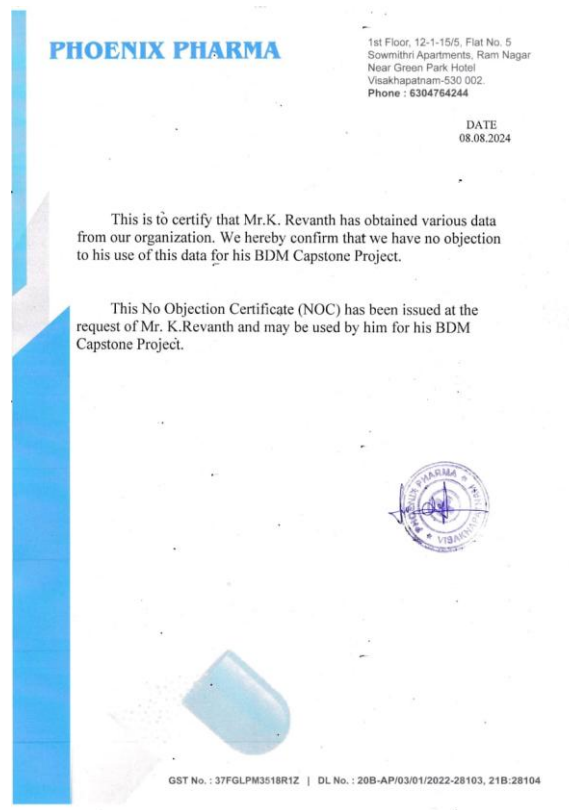 PHOENIX PHARMA
1st Floor, 12-1-15/5, Flat No. 5
Sowmithri Apartments, Ram Nagar
Near Green Park Hotel
Visakhapatnam-530 002.
Phone : 6304764244
DATE
08.08.2024
This is to certify that Mr.K. Revanth has obtained various data
from our organization. We hereby confirm that we have no objection
to his use of this data for his BDM Capstone Project.
This No Objection Certificate (NOC) has been issued at the
request of Mr. K.Revanth and may be used by him for his BDM
Capstone Project.
PHOENIX PHARMA
GST No. : 37FGLPM3518R1Z | DL No. : 20B-AP/03/01/2022-28103, 21B:28104